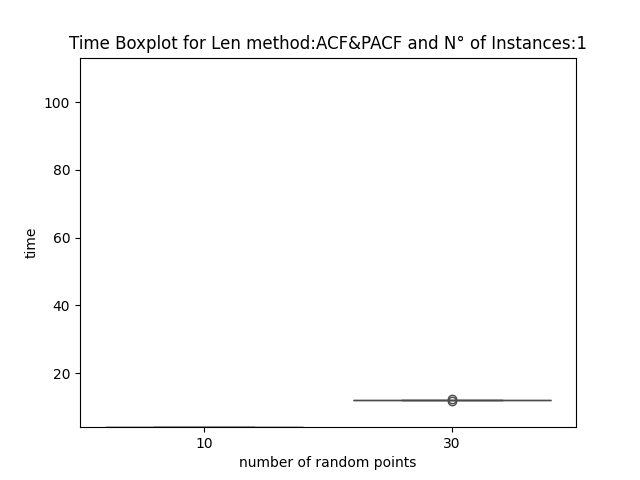 Time Boxplot for Len method:ACF&PACF and N° of Instances:1
100
80
60
40
20
time
10
30
number of random points